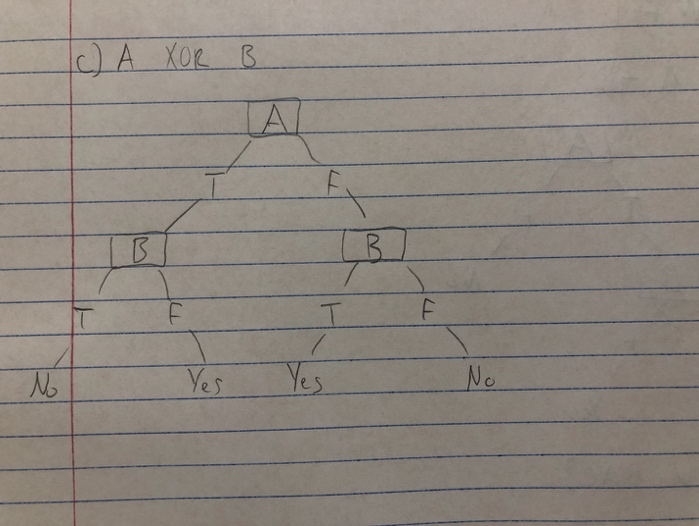 c) A XOR B
A
T F
B B
T F T F
No Yes Yes No